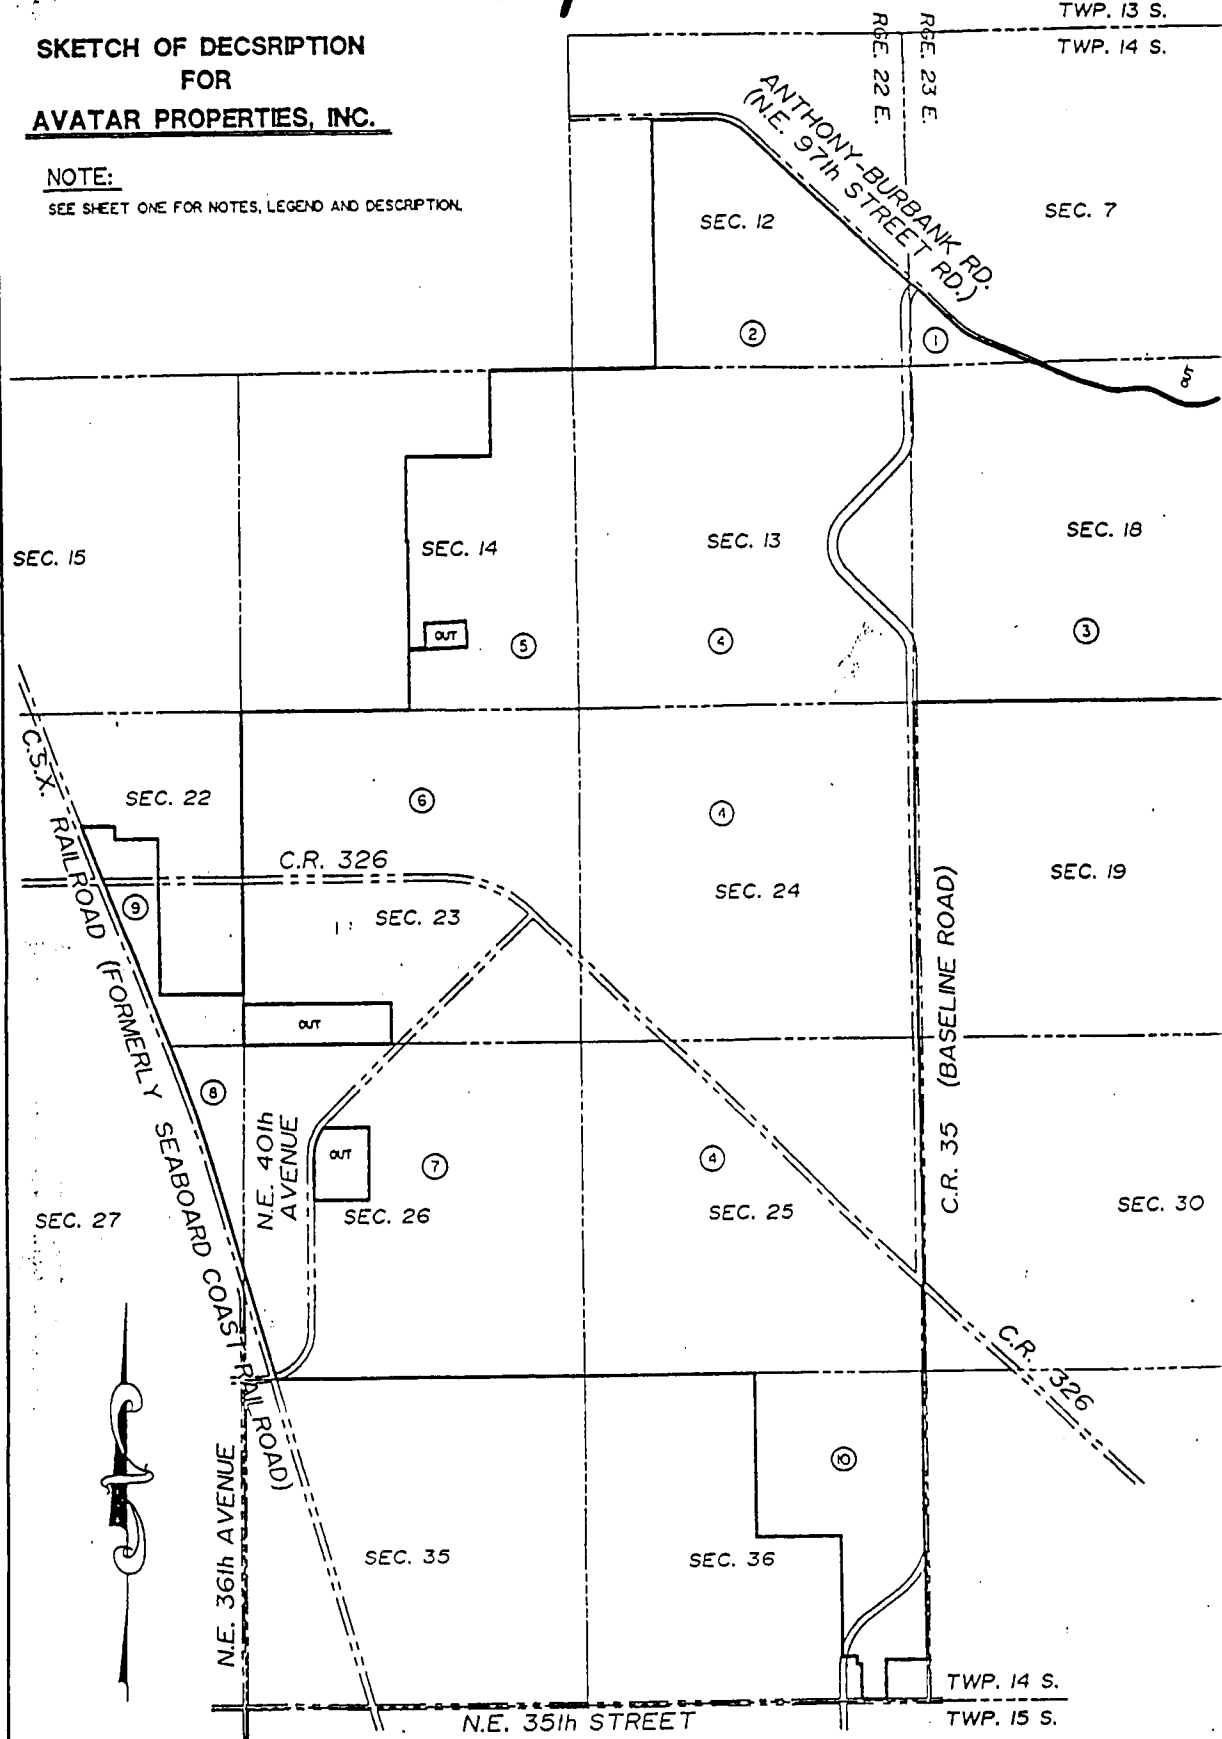 SKETCH OF DECSRIPTION
FOR
AVATAR PROPERTIES, INC.
NOTE:
SEE SHEET ONE FOR NOTES, LEGEND AND DESCRIPTION.
TWP. 13 S.
TWP. 14 S.
RGE. 22 E.
RGE. 23 E.
ANTHONY-BURBANK RD.
(N.E. 97th STREET RD.)
SEC. 12
SEC. 7
2
1
SEC. 15
SEC. 14
SEC. 13
SEC. 18
OUT
5
4
3
C.S.X. RAILROAD (FORMERLY SEABOARD COAST RAILROAD)
SEC. 22
6
4
C.R. 326
SEC. 24
SEC. 19
9
SEC. 23
C.R. 35 (BASELINE ROAD)
OUT
8
N.E. 40th
AVENUE
OUT
7
4
SEC. 27
SEC. 26
SEC. 25
SEC. 30
C.R. 326
10
N.E. 36th AVENUE
SEC. 35
SEC. 36
TWP. 14 S.
TWP. 15 S.
N.E. 35th STREET